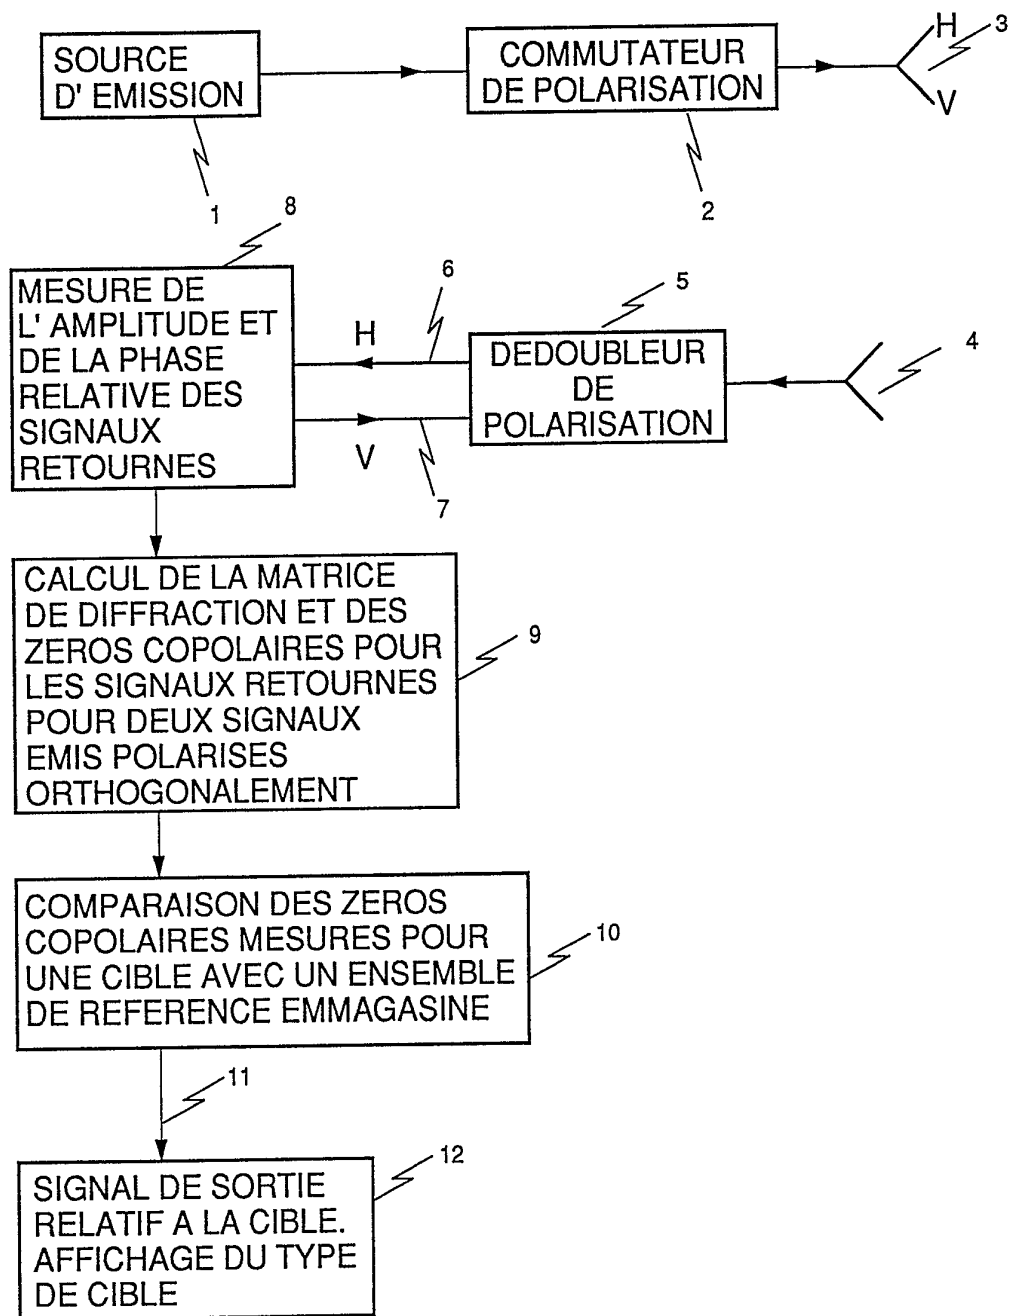 SOURCE
D' EMISSION
COMMUTATEUR
DE POLARISATION
H
V
3
1
2
8
MESURE DE
L' AMPLITUDE ET
DE LA PHASE
RELATIVE DES
SIGNAUX
RETOURNES
H
V
6
7
5
DEDOUBLEUR
DE
POLARISATION
4
CALCUL DE LA MATRICE
DE DIFFRACTION ET DES
ZEROS COPOLAIRES POUR
LES SIGNAUX RETOURNES
POUR DEUX SIGNAUX
EMIS POLARISES
ORTHOGONALEMENT
9
COMPARAISON DES ZEROS
COPOLAIRES MESURES POUR
UNE CIBLE AVEC UN ENSEMBLE
DE REFERENCE EMMAGASINE
10
11
12
SIGNAL DE SORTIE
RELATIF A LA CIBLE.
AFFICHAGE DU TYPE
DE CIBLE